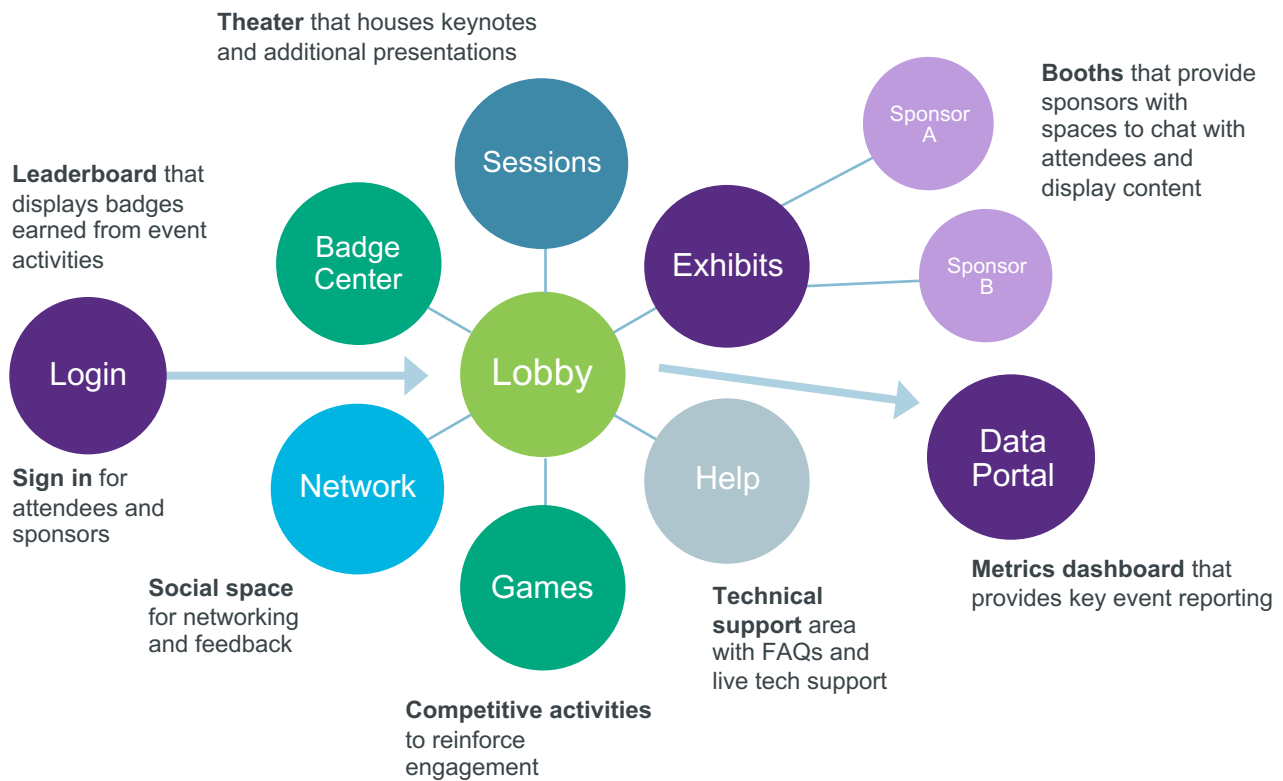 Theater that houses keynotes
and additional presentations
Sessions
Leaderboard that
displays badges
earned from event
activities
Badge
Center
Exhibits
Sponsor
A
Booths that provide
sponsors with
spaces to chat with
attendees and
display content
Sponsor
B
Login
Lobby
Sign in for
attendees and
sponsors
Network
Social space
for networking
and feedback
Games
Competitive activities
to reinforce
engagement
Help
Technical
support area
with FAQs and
live tech support
Data
Portal
Metrics dashboard that
provides key event reporting